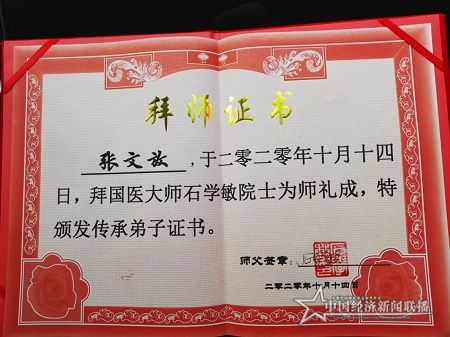 拜师证书
张文放,于二零二零年十月十四
日，拜国医大师石学敏院士为师礼成，特
颁发传承弟子证书。
师父签章：
二零二零年十月十四日
中国经济新闻联播